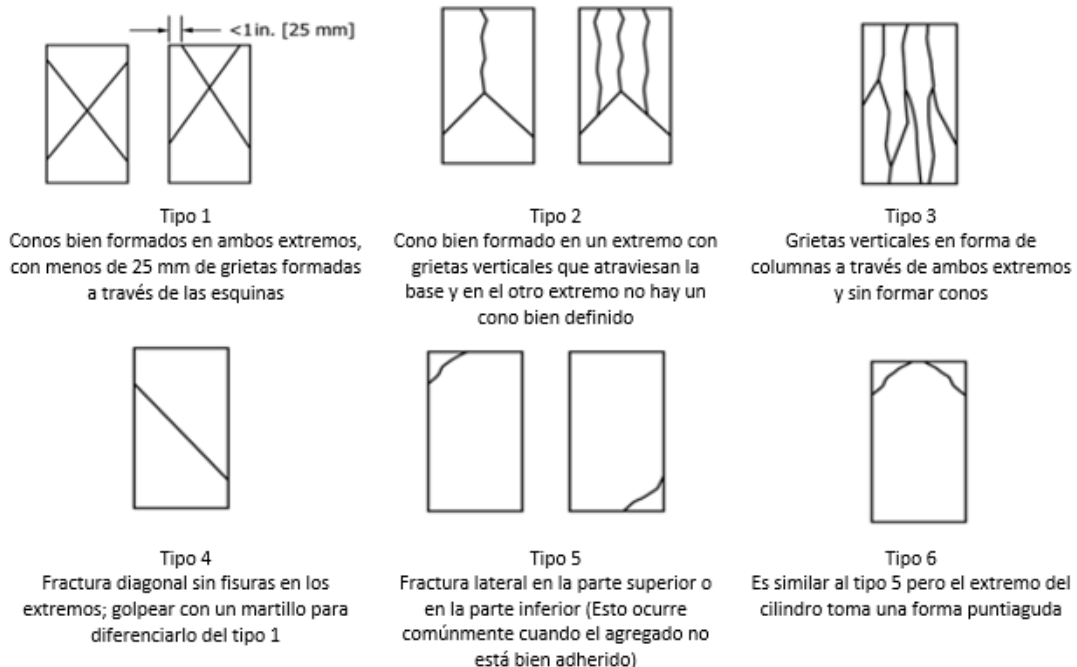 <1in. [25 mm]
Tipo 1
Conos bien formados en ambos extremos,
con menos de 25 mm de grietas formadas
a través de las esquinas
Tipo 2
Cono bien formado en un extremo con
grietas verticales que atraviesan la
base y en el otro extremo no hay un
cono bien definido
Tipo 3
Grietas verticales en forma de
columnas a través de ambos extremos
y sin formar conos
Tipo 4
Fractura diagonal sin fisuras en los
extremos; golpear con un martillo para
diferenciarlo del tipo 1
Tipo 5
Fractura lateral en la parte superior o
en la parte inferior (Esto ocurre
comúnmente cuando el agregado no
está bien adherido)
Tipo 6
Es similar al tipo 5 pero el extremo del
cilindro toma una forma puntiaguda